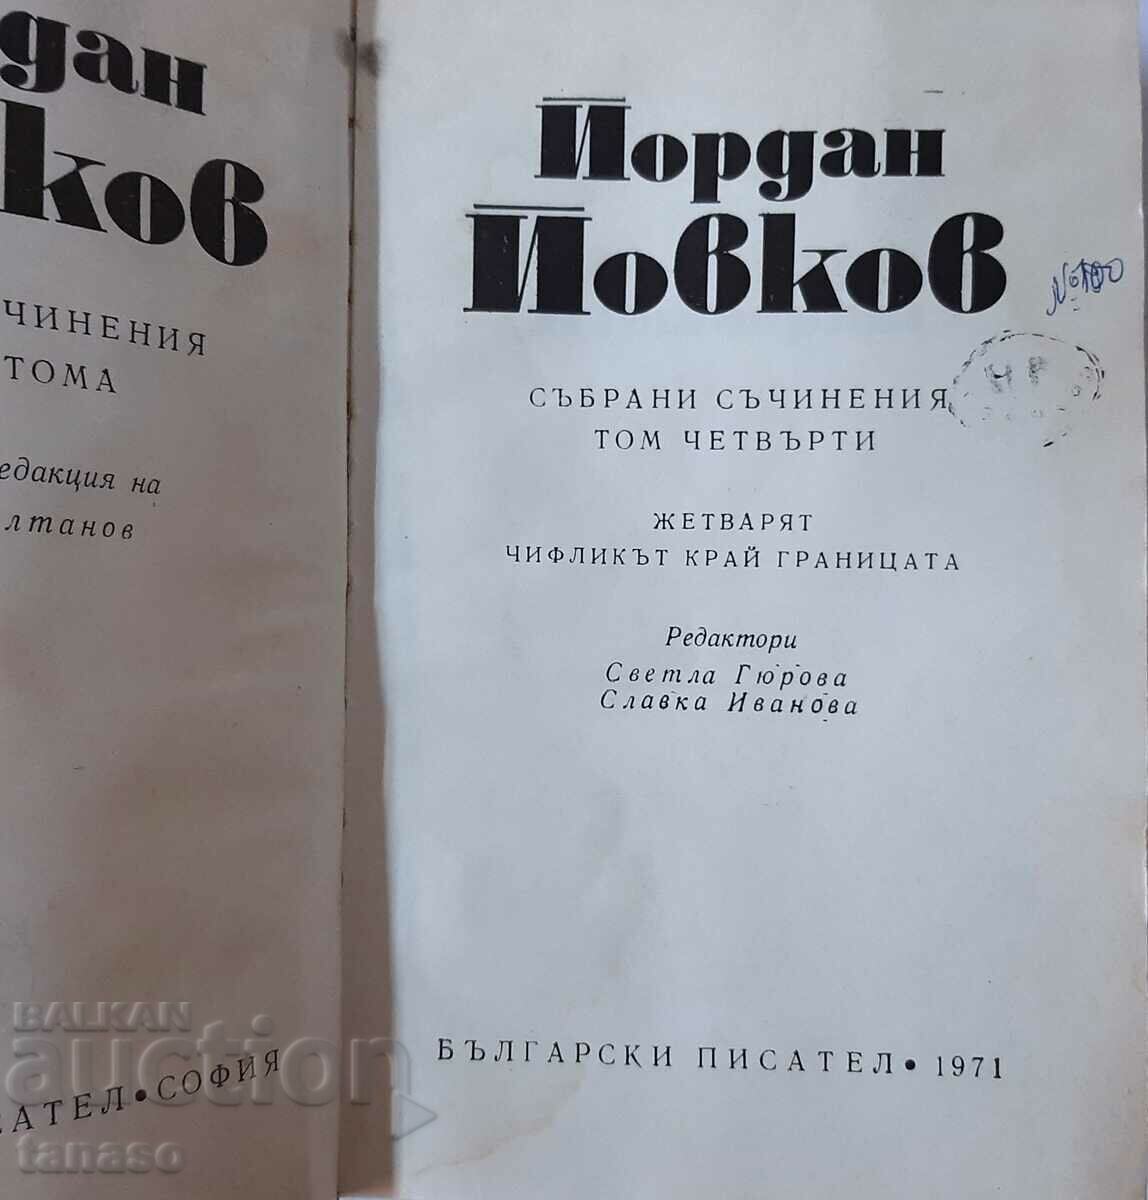 дан
ков
ЧИНЕНИЯ
ТОМА
едакция на
лтанов
САТЕЛ • СОФИЯ
Йордан
Йовков
СЪБРАНИ СЪЧИНЕНИЯ
ТОМ ЧЕТВЪРТИ
ЖЕТВАРЯТ
ЧИФЛИКЪТ КРАЙ ГРАНИЦАТА
Редактори
Светла Гюрова
Славка Иванова
БЪЛГАРСКИ ПИСАТЕЛ • 1971
BALKAN
auction
tanaso